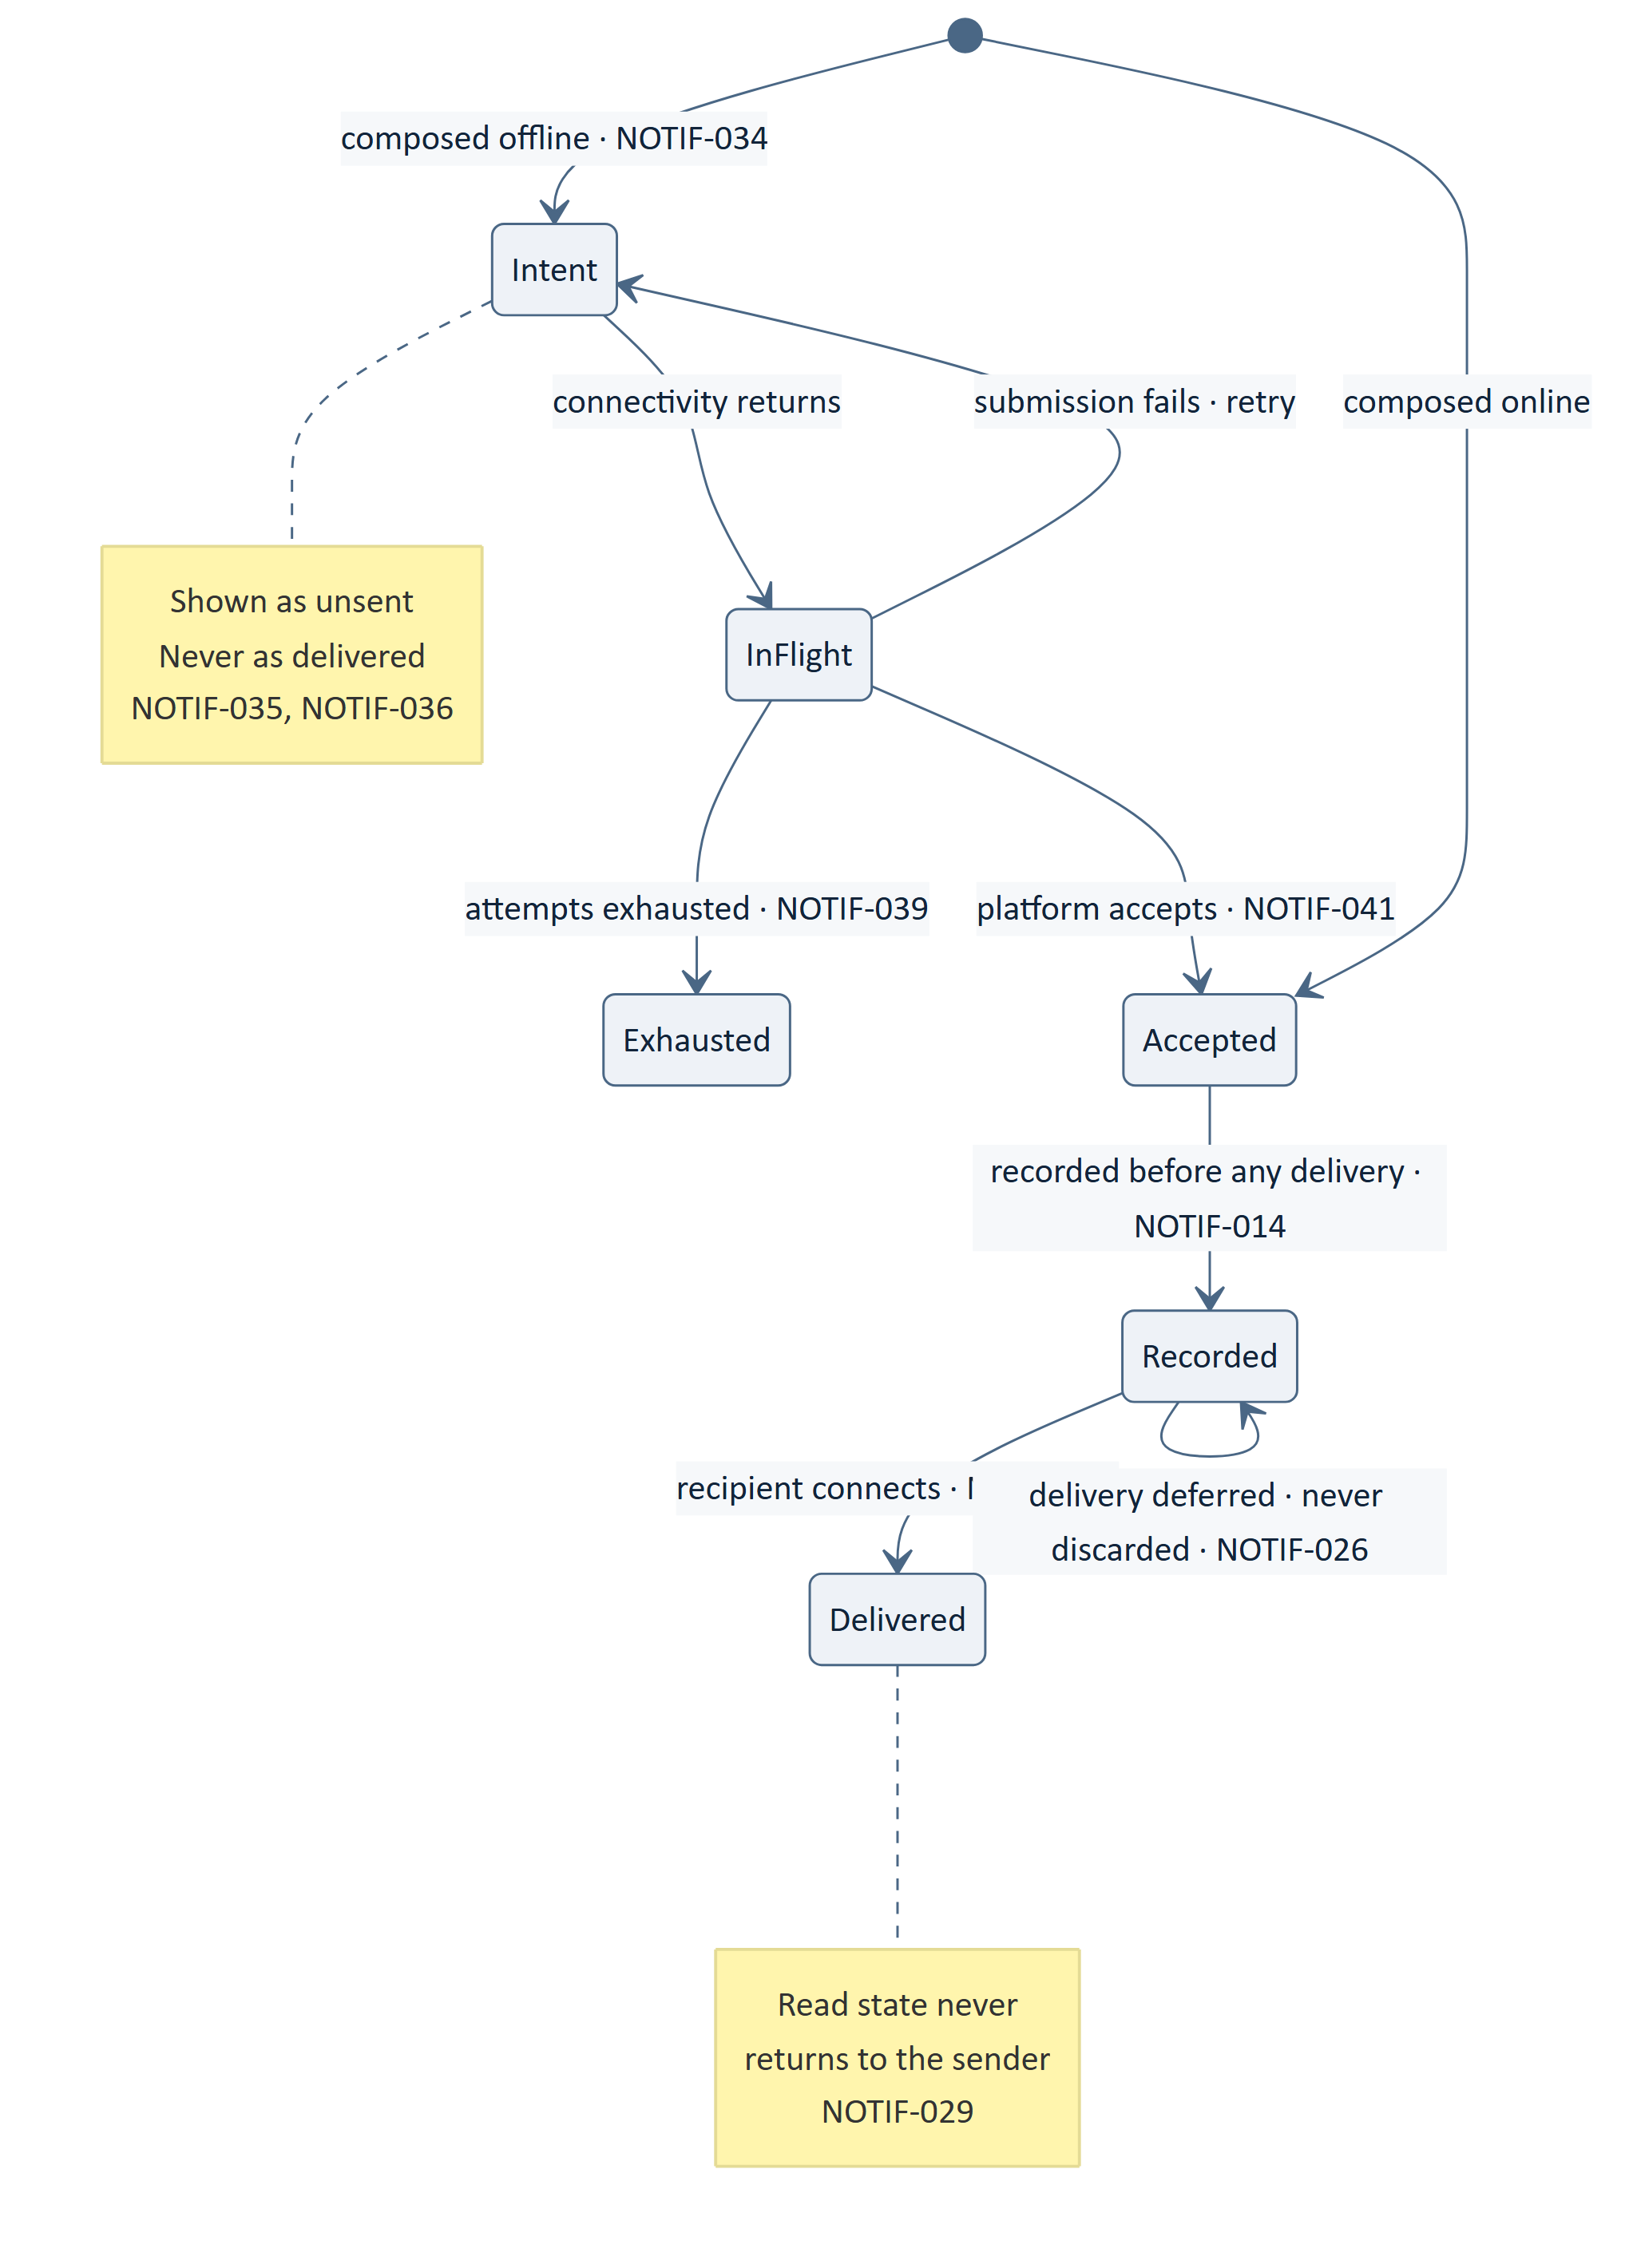 composed offline · NOTIF-034
Intent
connectivity returns
submission fails · retry
composed online
Shown as unsent
Never as delivered
NOTIF-035, NOTIF-036
InFlight
attempts exhausted · NOTIF-039
platform accepts · NOTIF-041
Exhausted
Accepted
recorded before any delivery ·
NOTIF-014
Recorded
recipient connects ·
delivery deferred · never
discarded · NOTIF-026
Delivered
Read state never
returns to the sender
NOTIF-029